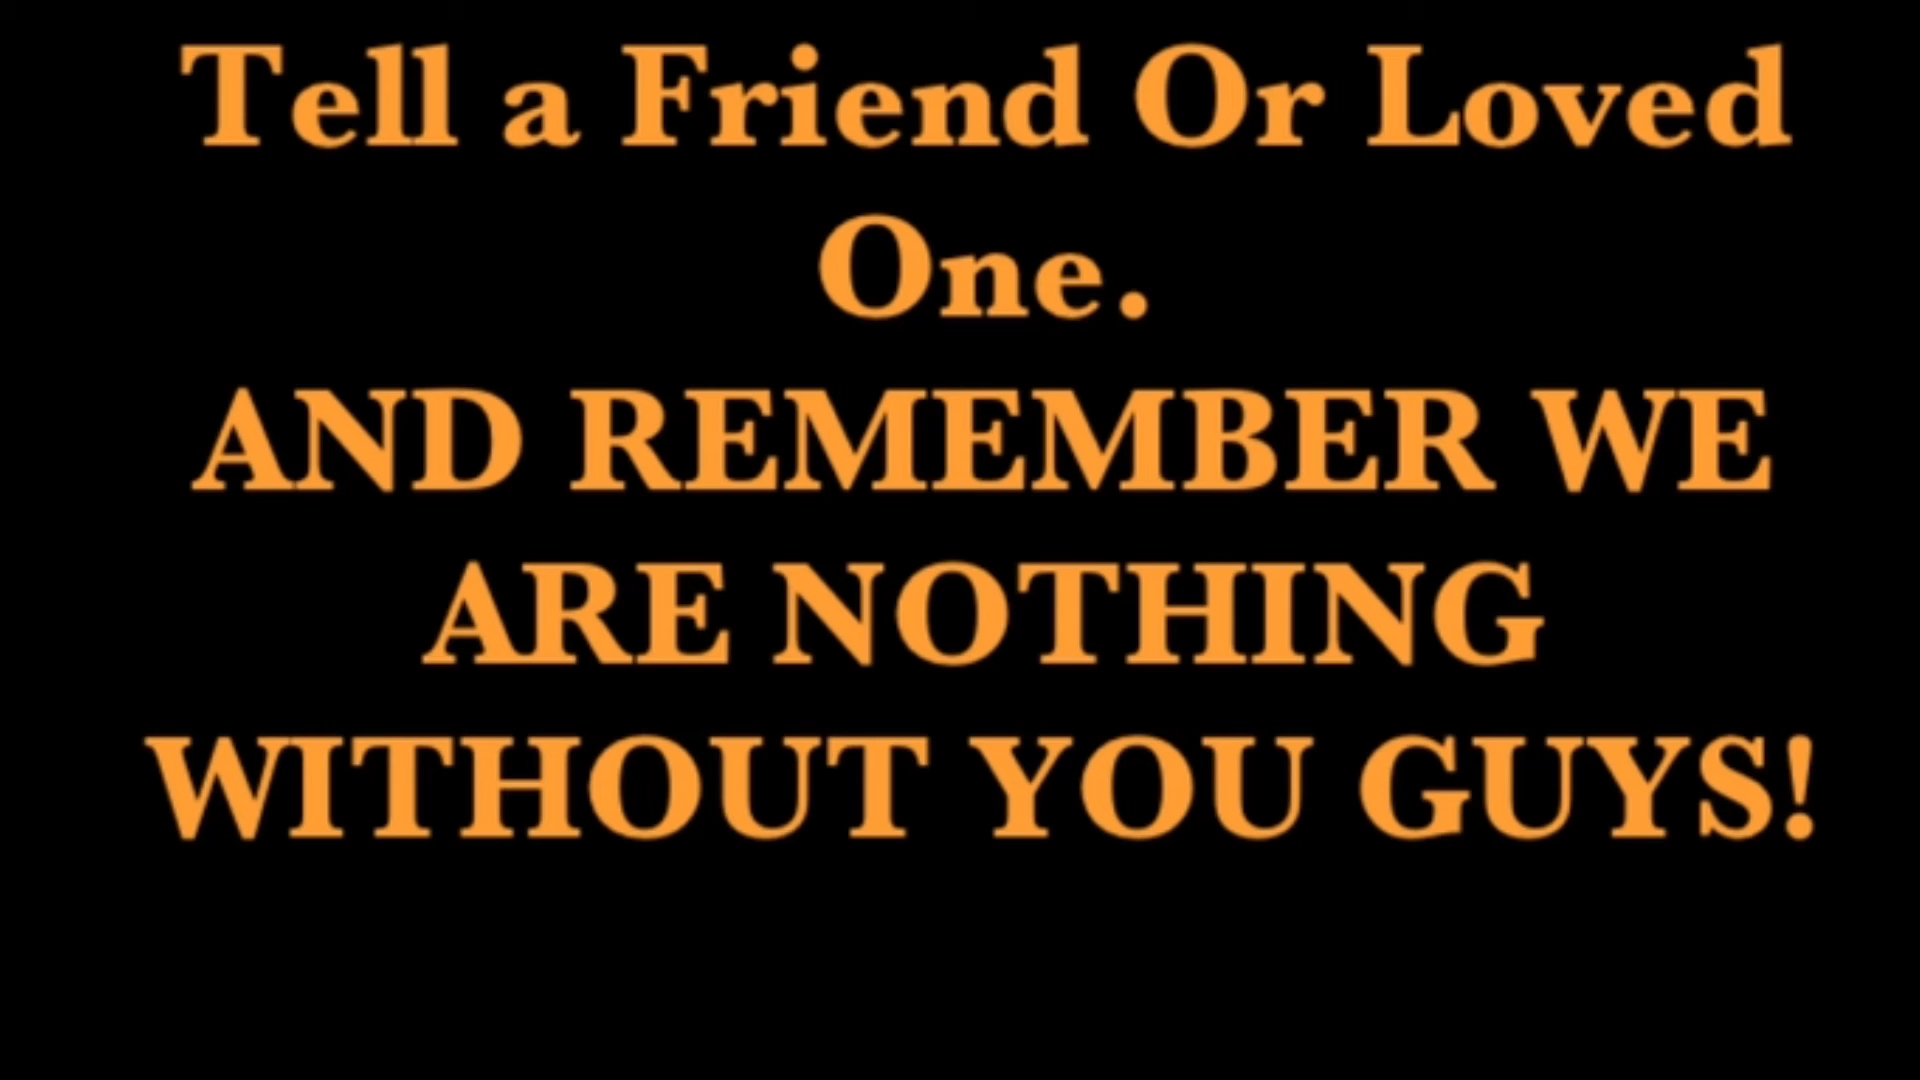 Tell a Friend Or Loved
One.
AND REMEMBER WE
ARE NOTHING
WITHOUT YOU GUYS!